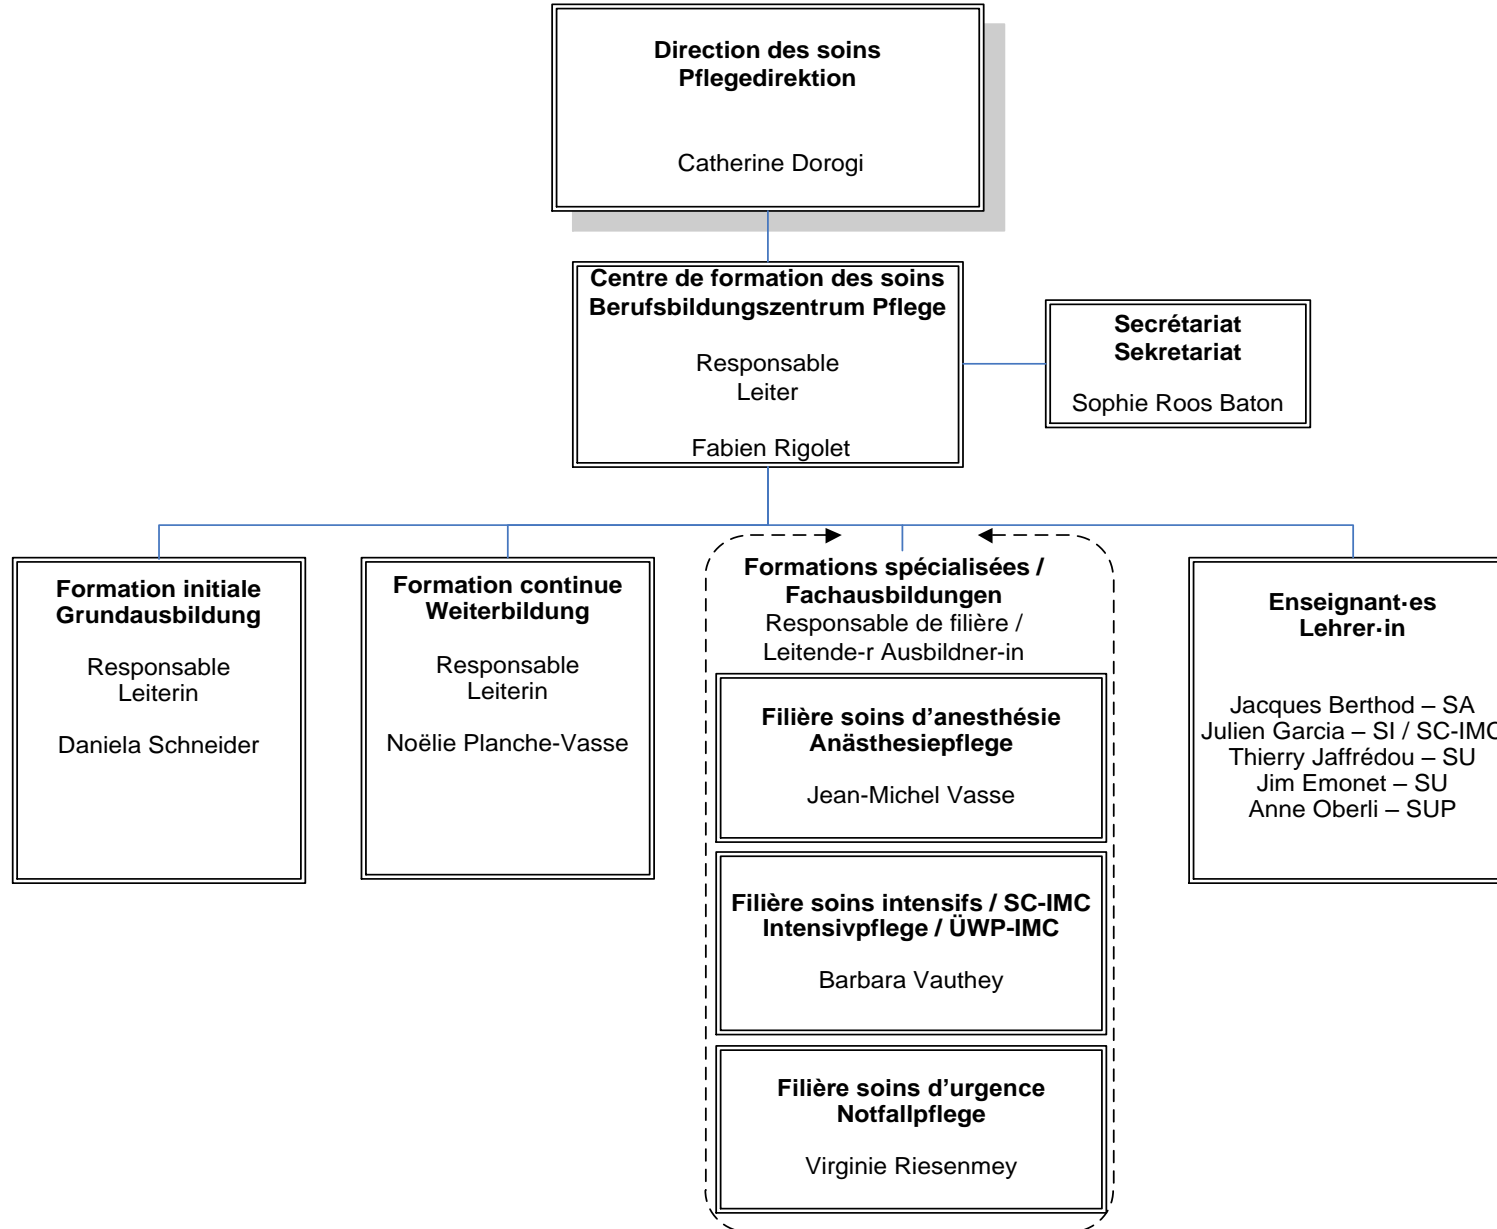 Direction des soins
Pflegedirektion
Catherine Dorogi
Centre de formation des soins
Berufsbildungszentrum Pflege
Responsable
Leiter
Fabien Rigolet
Secrétariat
Sekretariat
Sophie Roos Baton
Formation initiale
Grundausbildung
Responsable
Leiterin
Daniela Schneider
Formation continue
Weiterbildung
Responsable
Leiterin
Noëlie Planche-Vasse
Formations spécialisées /
Fachausbildungen
Responsable de filière /
Leitende-r Ausbildner-in
Filière soins d’anesthésie
Anästhesiepflege
Jean-Michel Vasse
Filière soins intensifs / SC-IMC
Intensivpflege / ÜWP-IMC
Barbara Vauthey
Filière soins d’urgence
Notfallpflege
Virginie Riesenmey
Enseignant·es
Lehrer·in
Jacques Berthod – SA
Julien Garcia – SI / SC-IMC
Thierry Jaffrédou – SU
Jim Emonet – SU
Anne Oberli – SUP